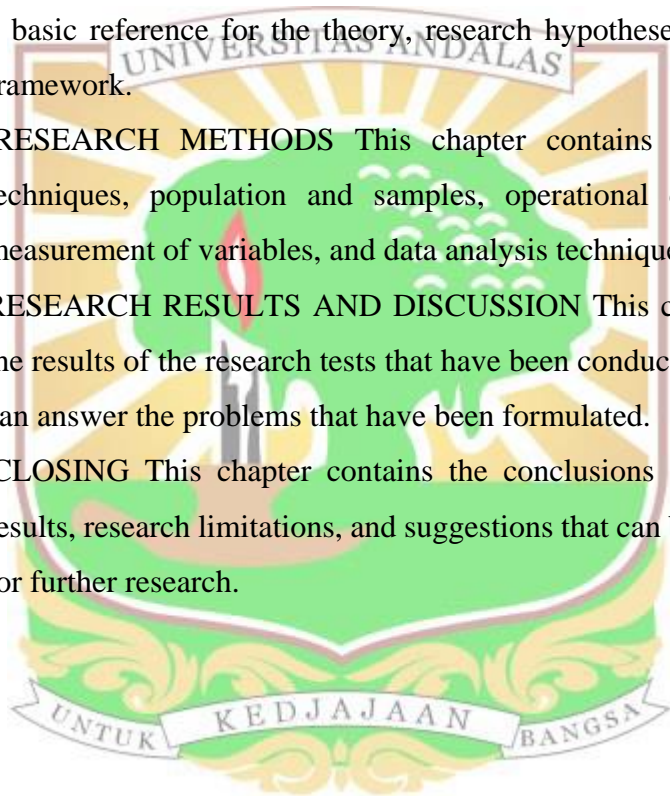 basic reference for the theory, research hypothese
UNIVERSITAS ANDALAS
ramework.
RESEARCH METHODS This chapter contains
echniques, population and samples, operational
measurement of variables, and data analysis technique
RESEARCH RESULTS AND DISCUSSION This c
he results of the research tests that have been conduc
an answer the problems that have been formulated.
CLOSING This chapter contains the conclusions
esults, research limitations, and suggestions that can
or further research.
UNTUK KEDJAJAAN BANGSA